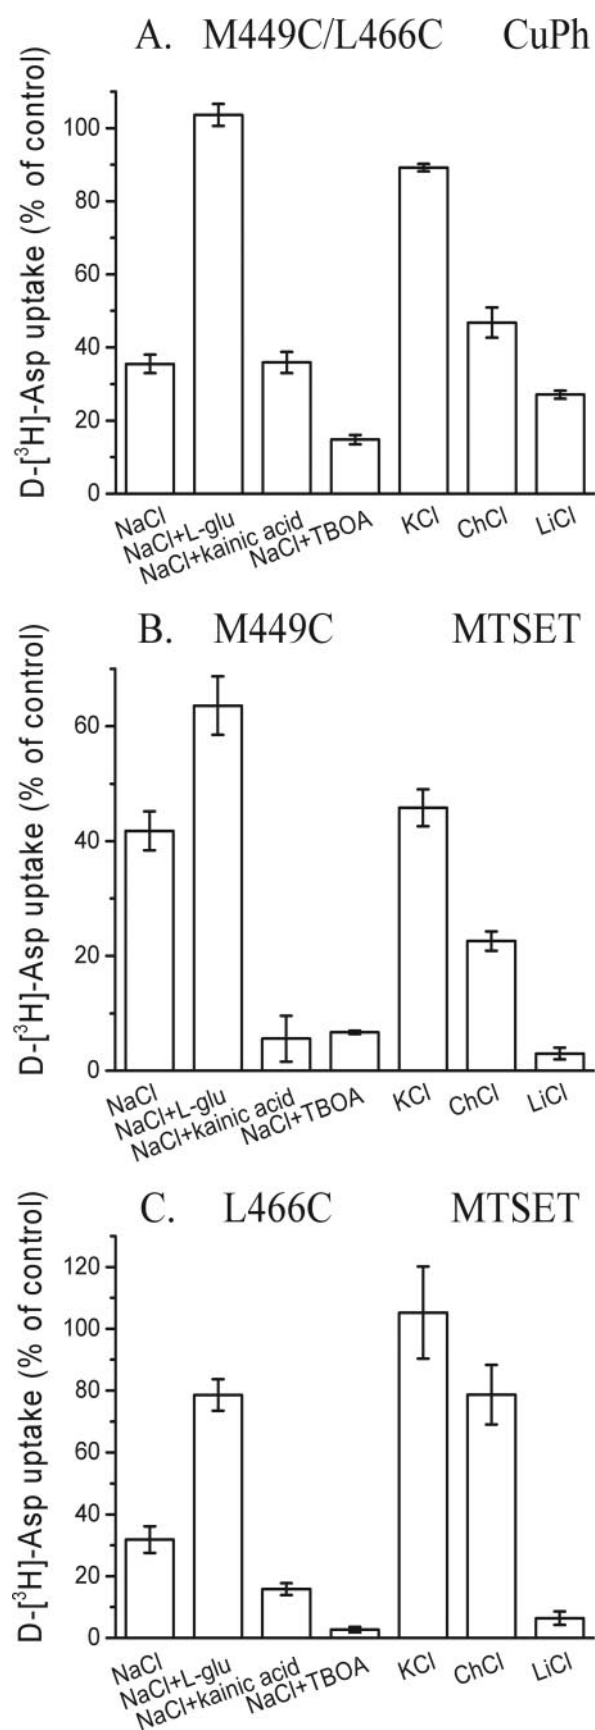 A. M449C/L466C CuPh
D-[³H]-Asp uptake (% of control)
100
80
60
40
20
0
NaCl
NaCl+L-glu
NaCl+kainic acid
NaCl+TBOA
KCl
ChCl
LiCl
B. M449C MTSET
D-[³H]-Asp uptake (% of control)
60
40
20
0
NaCl
NaCl+L-glu
NaCl+kainic acid
NaCl+TBOA
KCl
ChCl
LiCl
C. L466C MTSET
D-[³H]-Asp uptake (% of control)
120
100
80
60
40
20
0
NaCl
NaCl+L-glu
NaCl+kainic acid
NaCl+TBOA
KCl
ChCl
LiCl